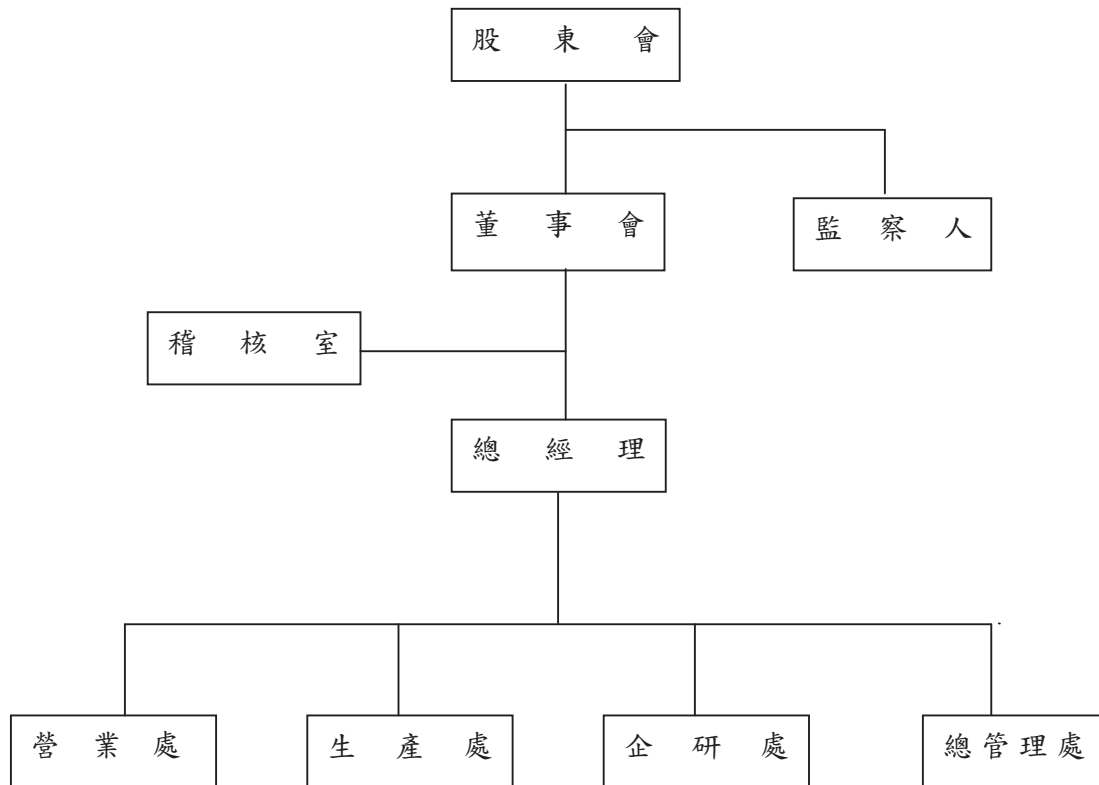 股東會
董事會
監察人
稽核室
總經理
營業處
生產處
企研處
總管理處